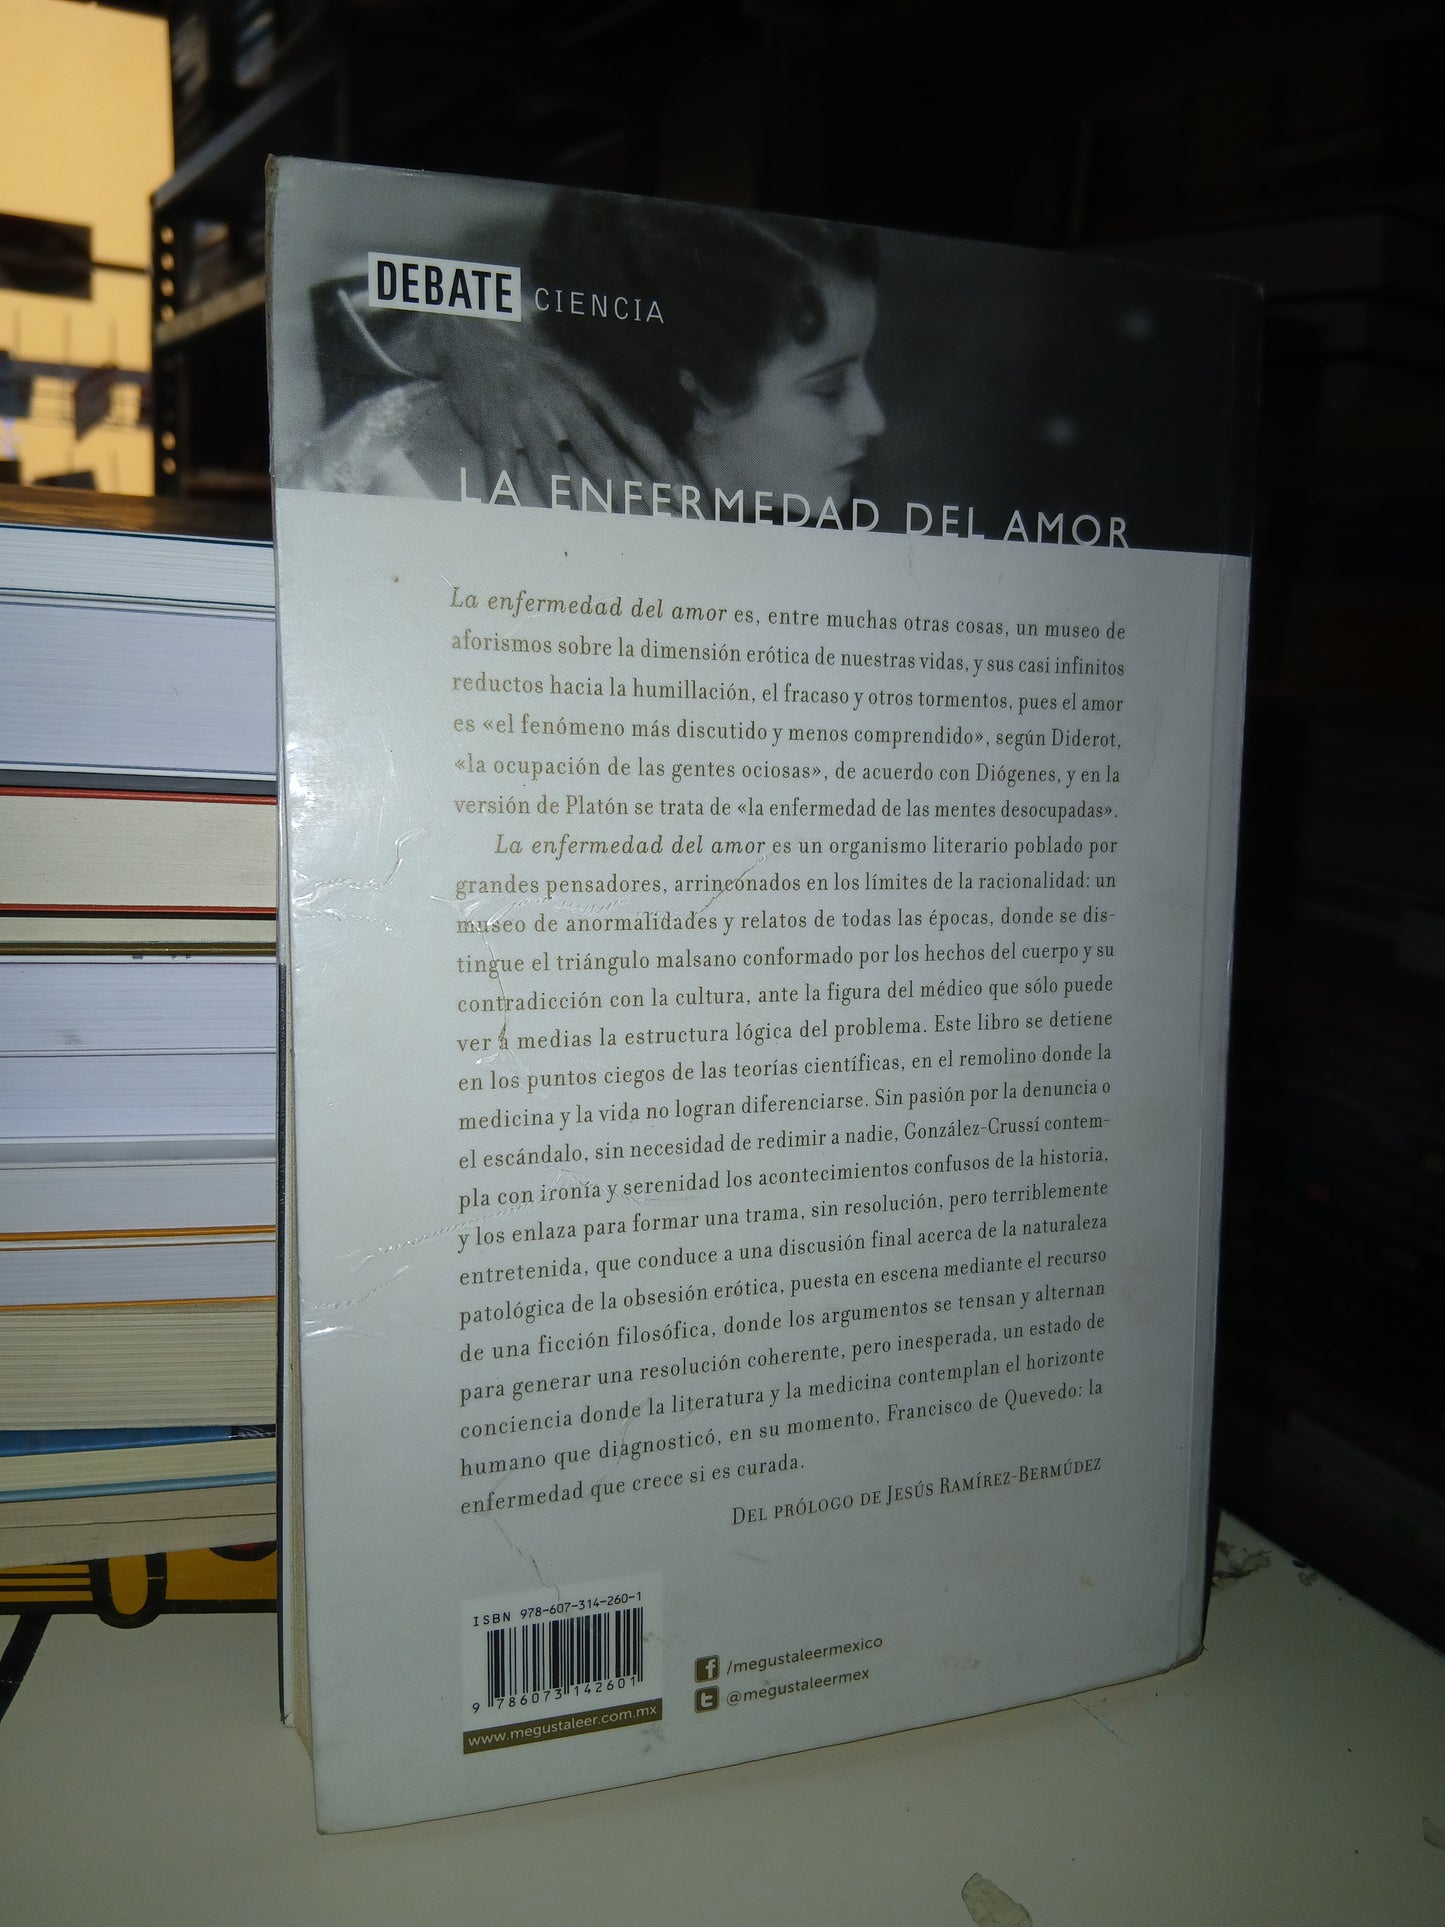 DEBATE CIENCIA
LA ENFERMEDAD DEL AMOR
La enfermedad del amor es, entre muchas otras cosas, un museo de
aforismos sobre la dimensión erótica de nuestras vidas, y sus casi infinitos
reductos hacia la humillación, el fracaso y otros tormentos, pues el amor
es «el fenómeno más discutido y menos comprendido», según Diderot,
«la ocupación de las gentes ociosas», de acuerdo con Diógenes, y en la
versión de Platón se trata de «la enfermedad de las mentes desocupadas».
La enfermedad del amor es un organismo literario poblado por
grandes pensadores, arrinconados en los límites de la racionalidad: un
museo de anormalidades y relatos de todas las épocas, donde se dis-
tingue el triángulo malsano conformado por los hechos del cuerpo y su
contradicción con la cultura, ante la figura del médico que sólo puede
ver a medias la estructura lógica del problema. Este libro se detiene
en los puntos ciegos de las teorías científicas, en el remolino donde la
medicina y la vida no logran diferenciarse. Sin pasión por la denuncia o
el escándalo, sin necesidad de redimir a nadie, González-Crussí contem-
pla con ironía y serenidad los acontecimientos confusos de la historia,
y los enlaza para formar una trama, sin resolución, pero terriblemente
entretenida, que conduce a una discusión final acerca de la naturaleza
patológica de la obsesión erótica, puesta en escena mediante el recurso
de una ficción filosófica, donde los argumentos se tensan y alternan
para generar una resolución coherente, pero inesperada, un estado de
conciencia donde la literatura y la medicina contemplan el horizonte
humano que diagnosticó, en su momento, Francisco de Quevedo: la
enfermedad que crece si es curada.
DEL PRÓLOGO DE JESÚS RAMÍREZ-BERMÚDEZ
ISBN 978-607-314-260-1
9 786073 142601
www.megustaleer.com.mx
/megustaleermexico
@megustaleermex